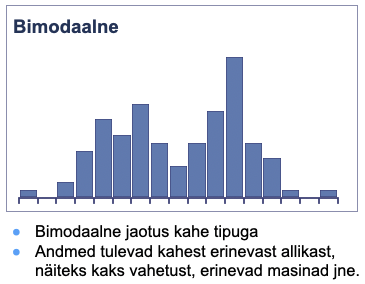 Bimodaalne
Bimodaalne jaotus kahe tipuga
Andmed tulevad kahest erinevast allikast,
näiteks kaks vahetust, erinevad masinad jne.